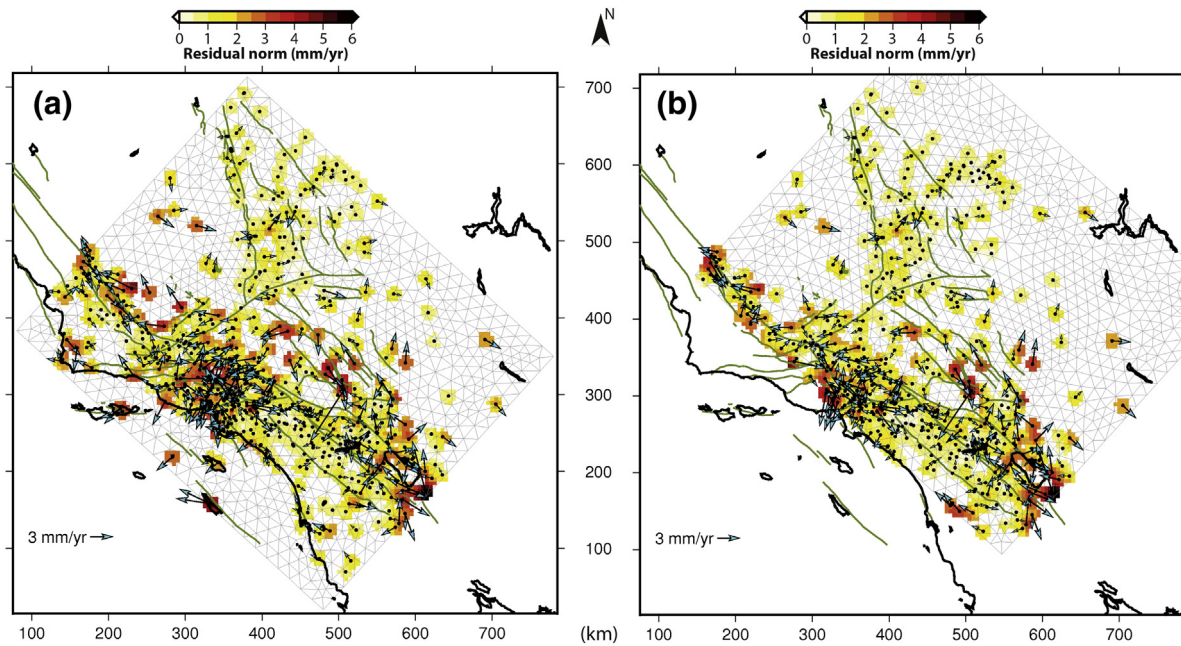 0 1 2 3 4 5 6
Residual norm (mm/yr)
N
0 1 2 3 4 5 6
Residual norm (mm/yr)
(a)
(b)
700
600
500
400
300
200
100
3 mm/yr
3 mm/yr
100 200 300 400 500 600 700
(km)
100 200 300 400 500 600 700